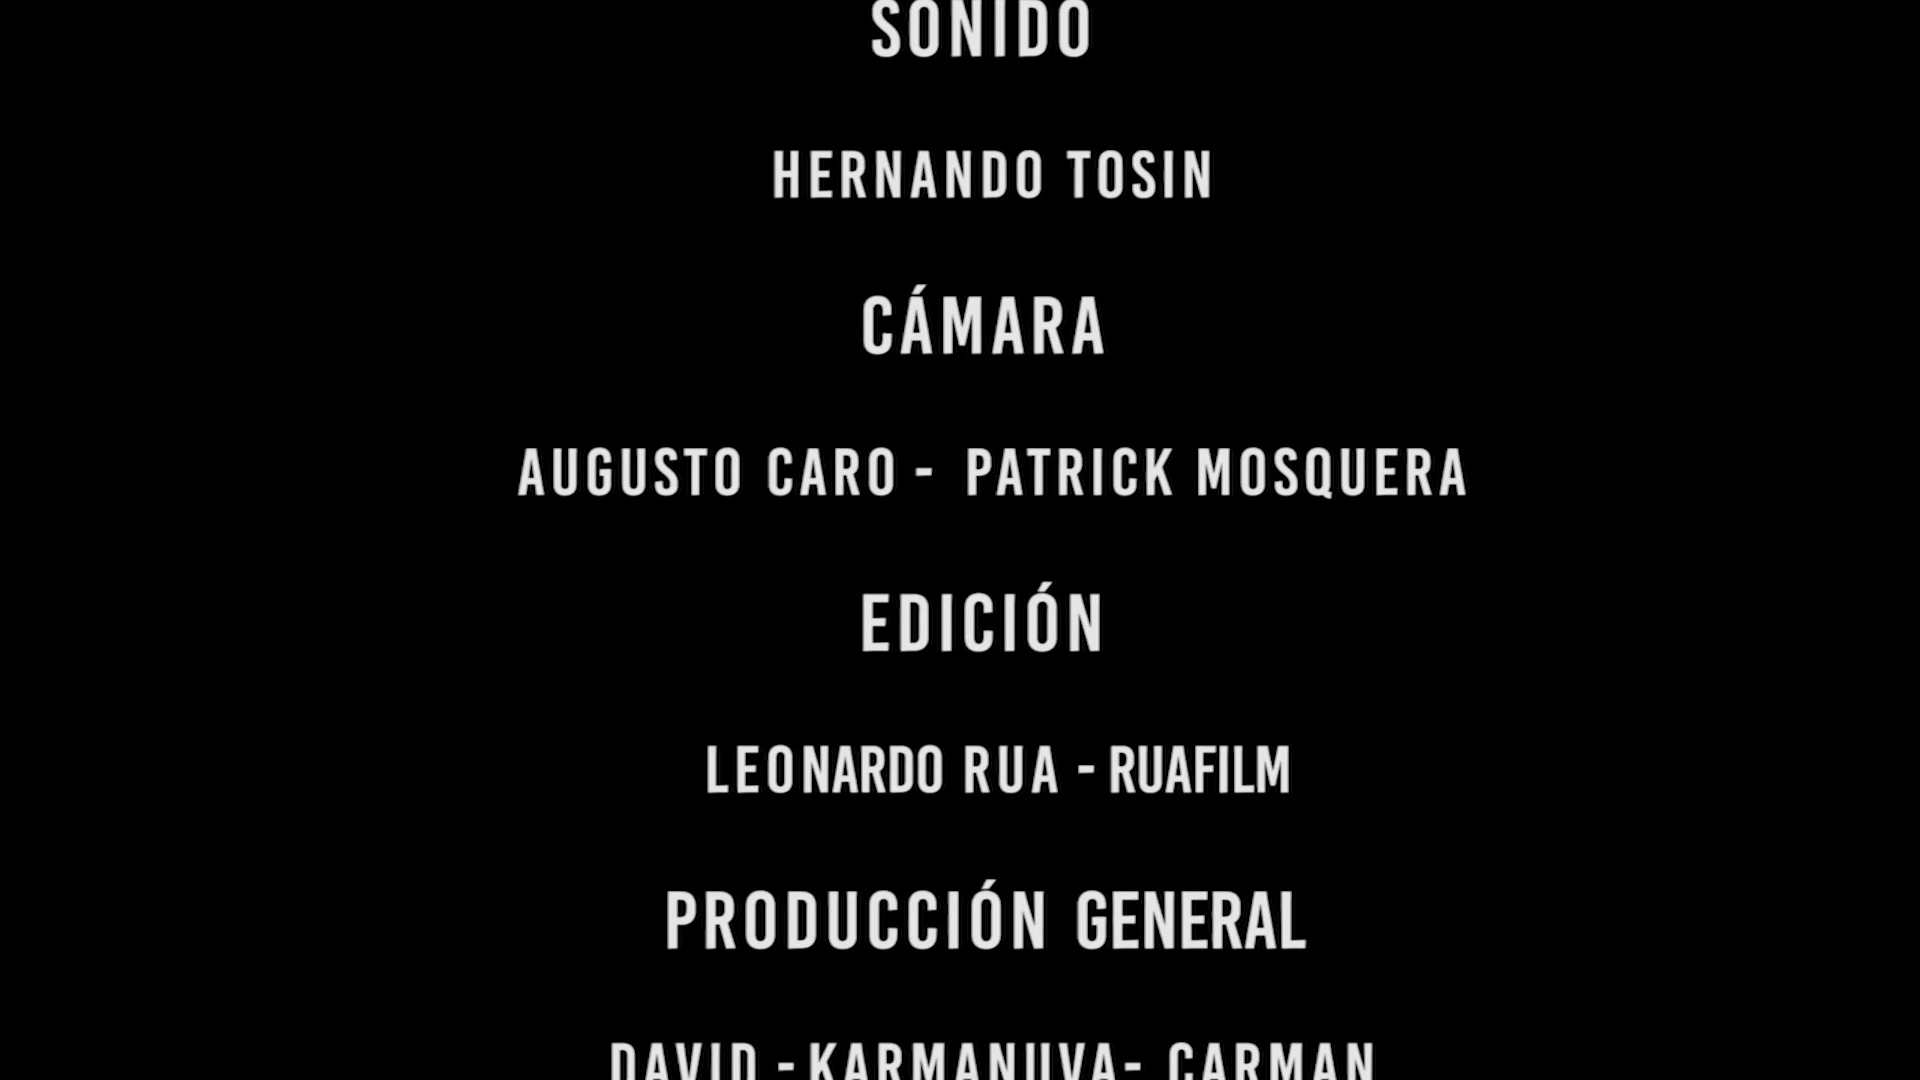 SONIDO
HERNANDO TOSIN
CÁMARA
AUGUSTO CARO - PATRICK MOSQUERA
EDICIÓN
LEONARDO RUA - RUAFILM
PRODUCCIÓN GENERAL
DAVID - KARMANUVA- CARMAN